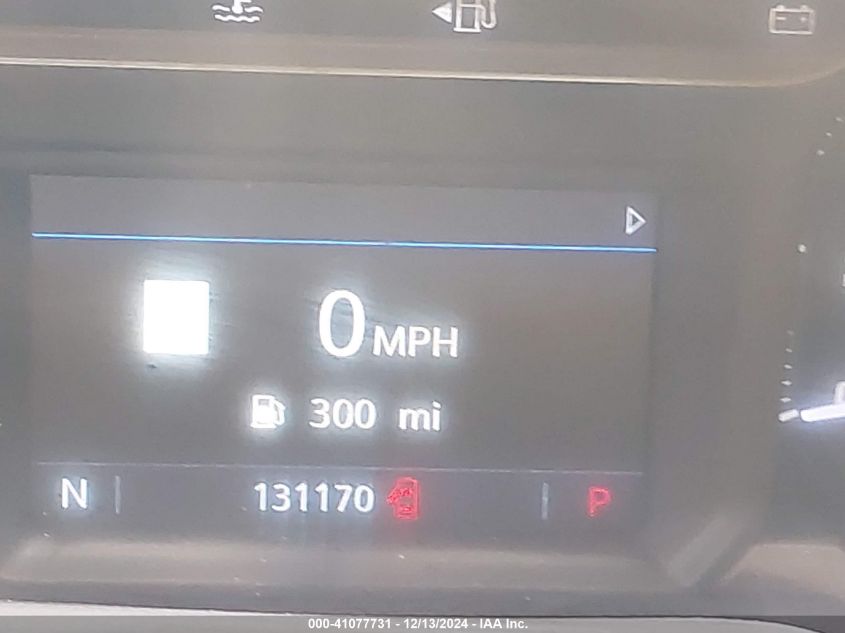 0 MPH
300 mi
N 131170 P
000-41077731 - 12/13/2024 - IAA Inc.